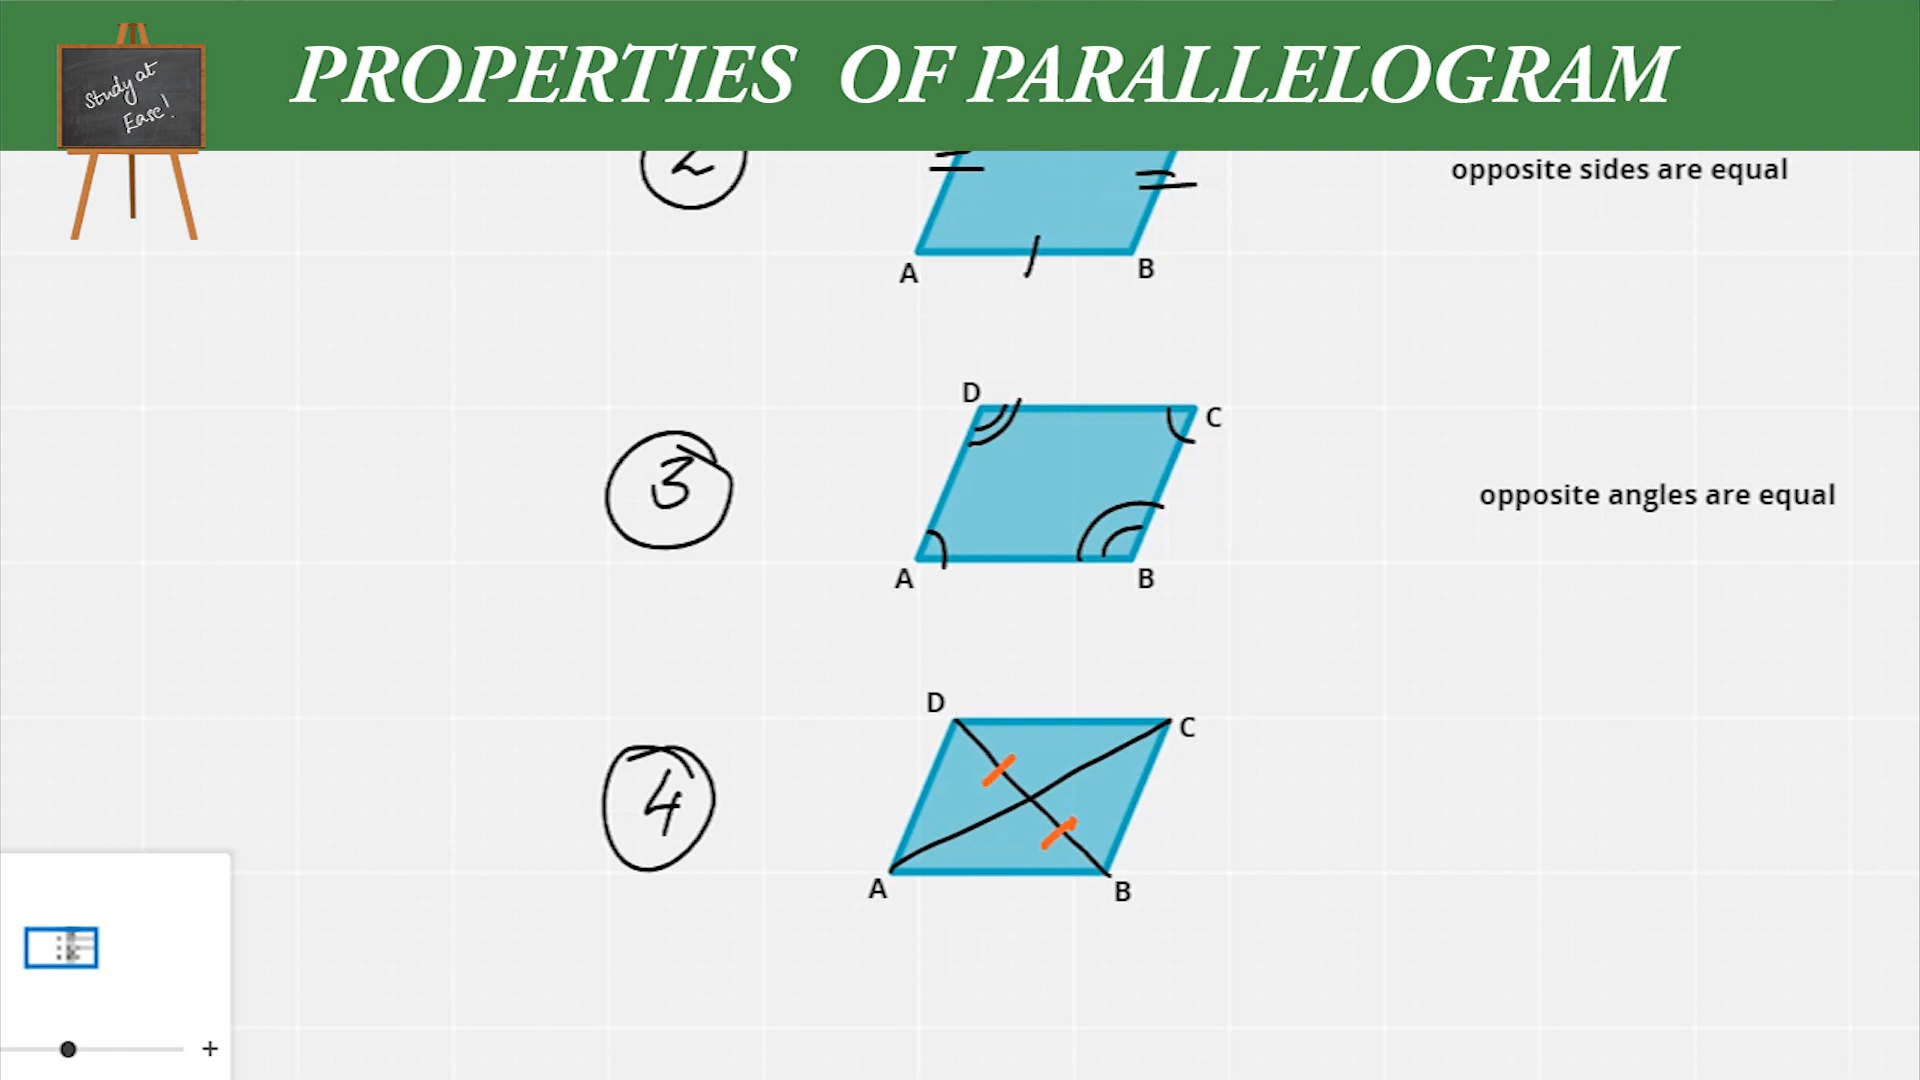 PROPERTIES OF PARALLELOGRAM
Study at
Ease!
2
opposite sides are equal
A
B
D
C
3
opposite angles are equal
A
B
D
C
4
A
B
+